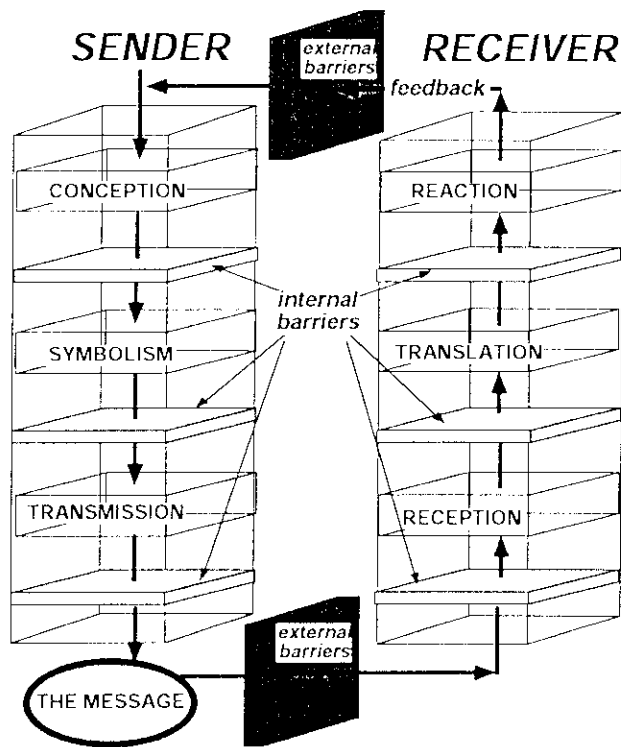 SENDER
external
barriers
RECEIVER
feedback
CONCEPTION
REACTION
internal
barriers
SYMBOLISM
TRANSLATION
TRANSMISSION
RECEPTION
external
barriers
THE MESSAGE